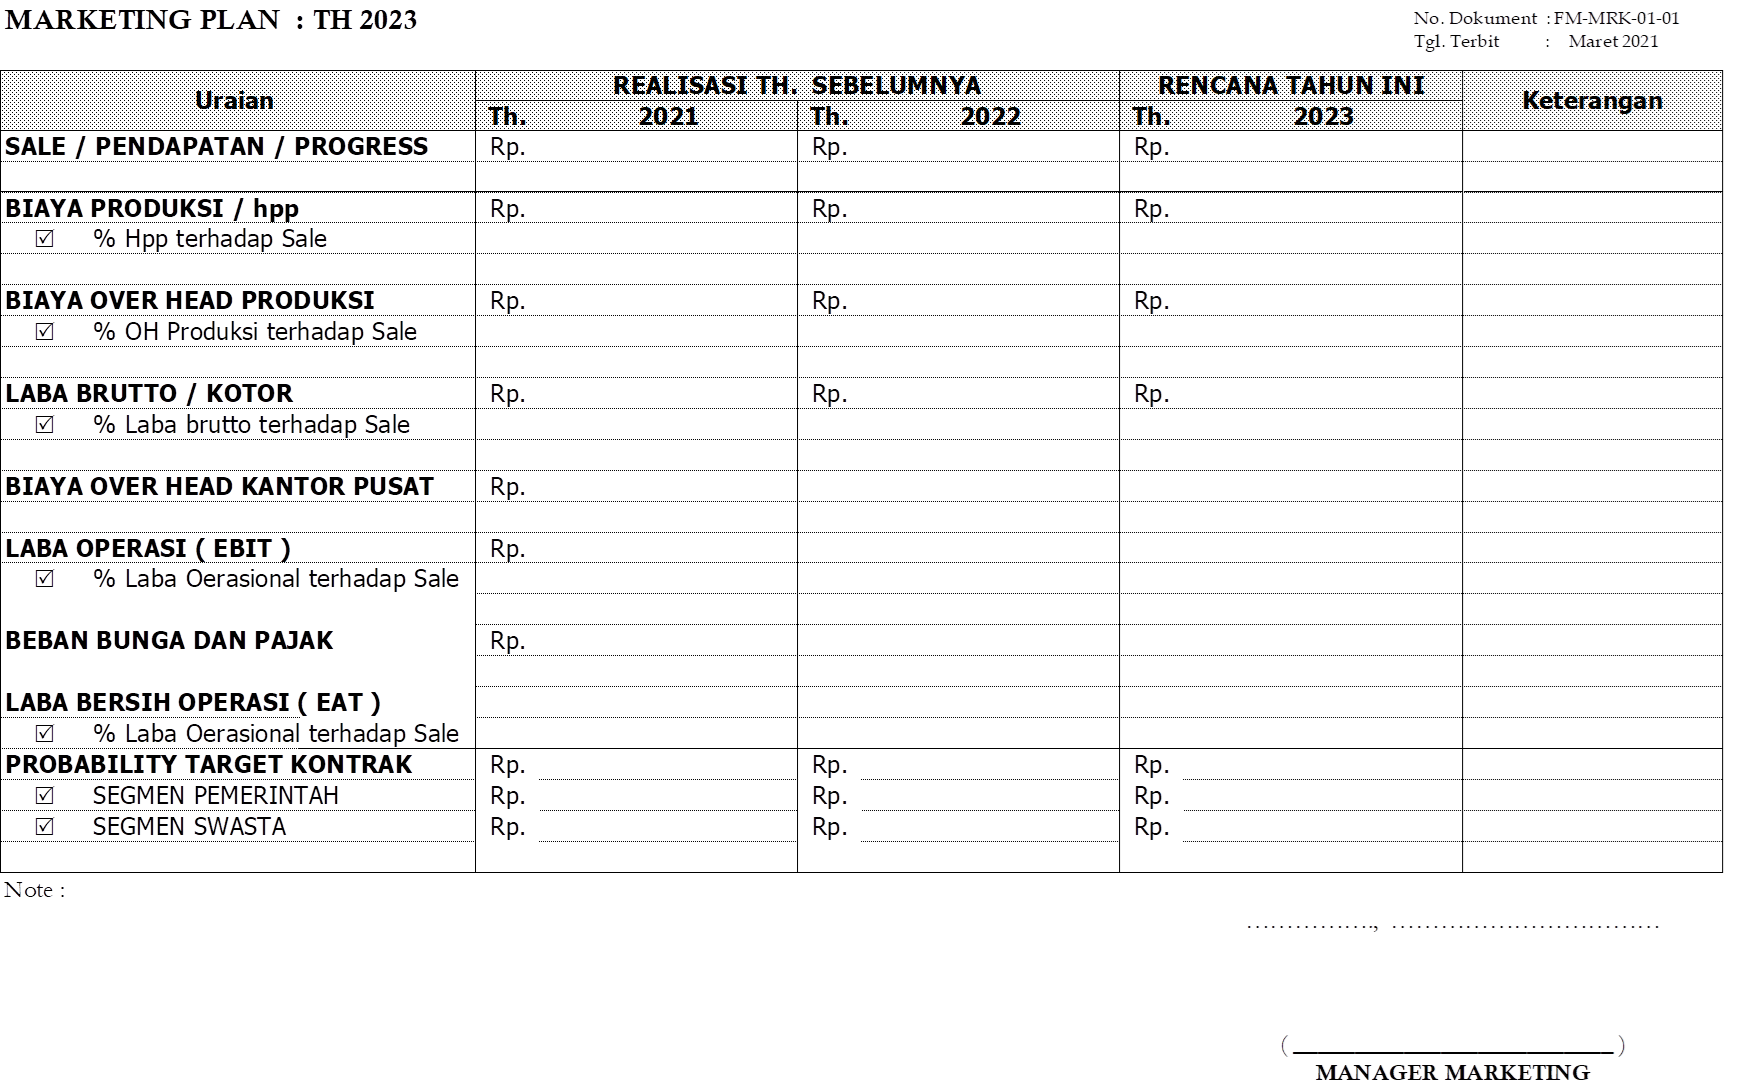 MARKETING PLAN : TH 2023
No. Dokument : FM-MRK-01-01
Tgl. Terbit : Maret 2021
Uraian REALISASI TH. SEBELUMNYA RENCANA TAHUN INI Keterangan
Th. 2021 Th. 2022 Th. 2023
SALE / PENDAPATAN / PROGRESS Rp. Rp. Rp.
BIAYA PRODUKSI / hpp Rp. Rp. Rp.
☑ % Hpp terhadap Sale
BIAYA OVER HEAD PRODUKSI Rp. Rp. Rp.
☑ % OH Produksi terhadap Sale
LABA BRUTTO / KOTOR Rp. Rp. Rp.
☑ % Laba brutto terhadap Sale
BIAYA OVER HEAD KANTOR PUSAT Rp.
LABA OPERASI ( EBIT ) Rp.
☑ % Laba Oerasional terhadap Sale
BEBAN BUNGA DAN PAJAK Rp.
LABA BERSIH OPERASI ( EAT )
☑ % Laba Oerasional terhadap Sale
PROBABILITY TARGET KONTRAK Rp. Rp. Rp.
☑ SEGMEN PEMERINTAH Rp. Rp. Rp.
☑ SEGMEN SWASTA Rp. Rp. Rp.
Note :
……………., ……………………………
( ______________________ )
MANAGER MARKETING